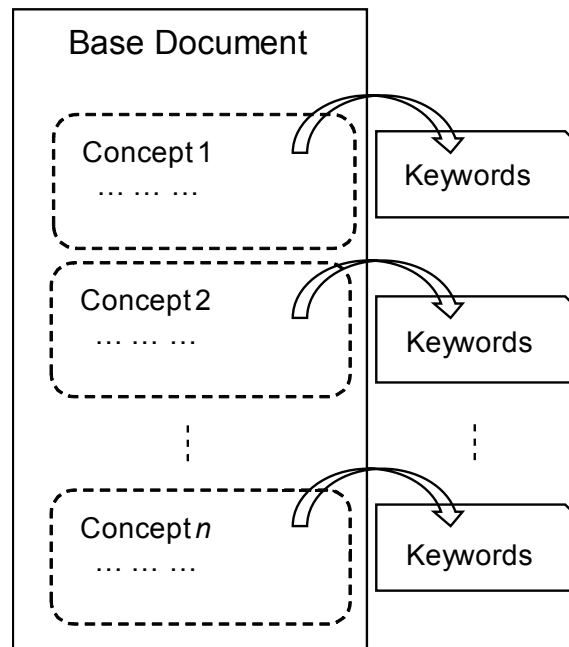 Base Document
Concept 1
... ... ...
Keywords
Concept 2
... ... ...
Keywords
Concept n
... ... ...
Keywords